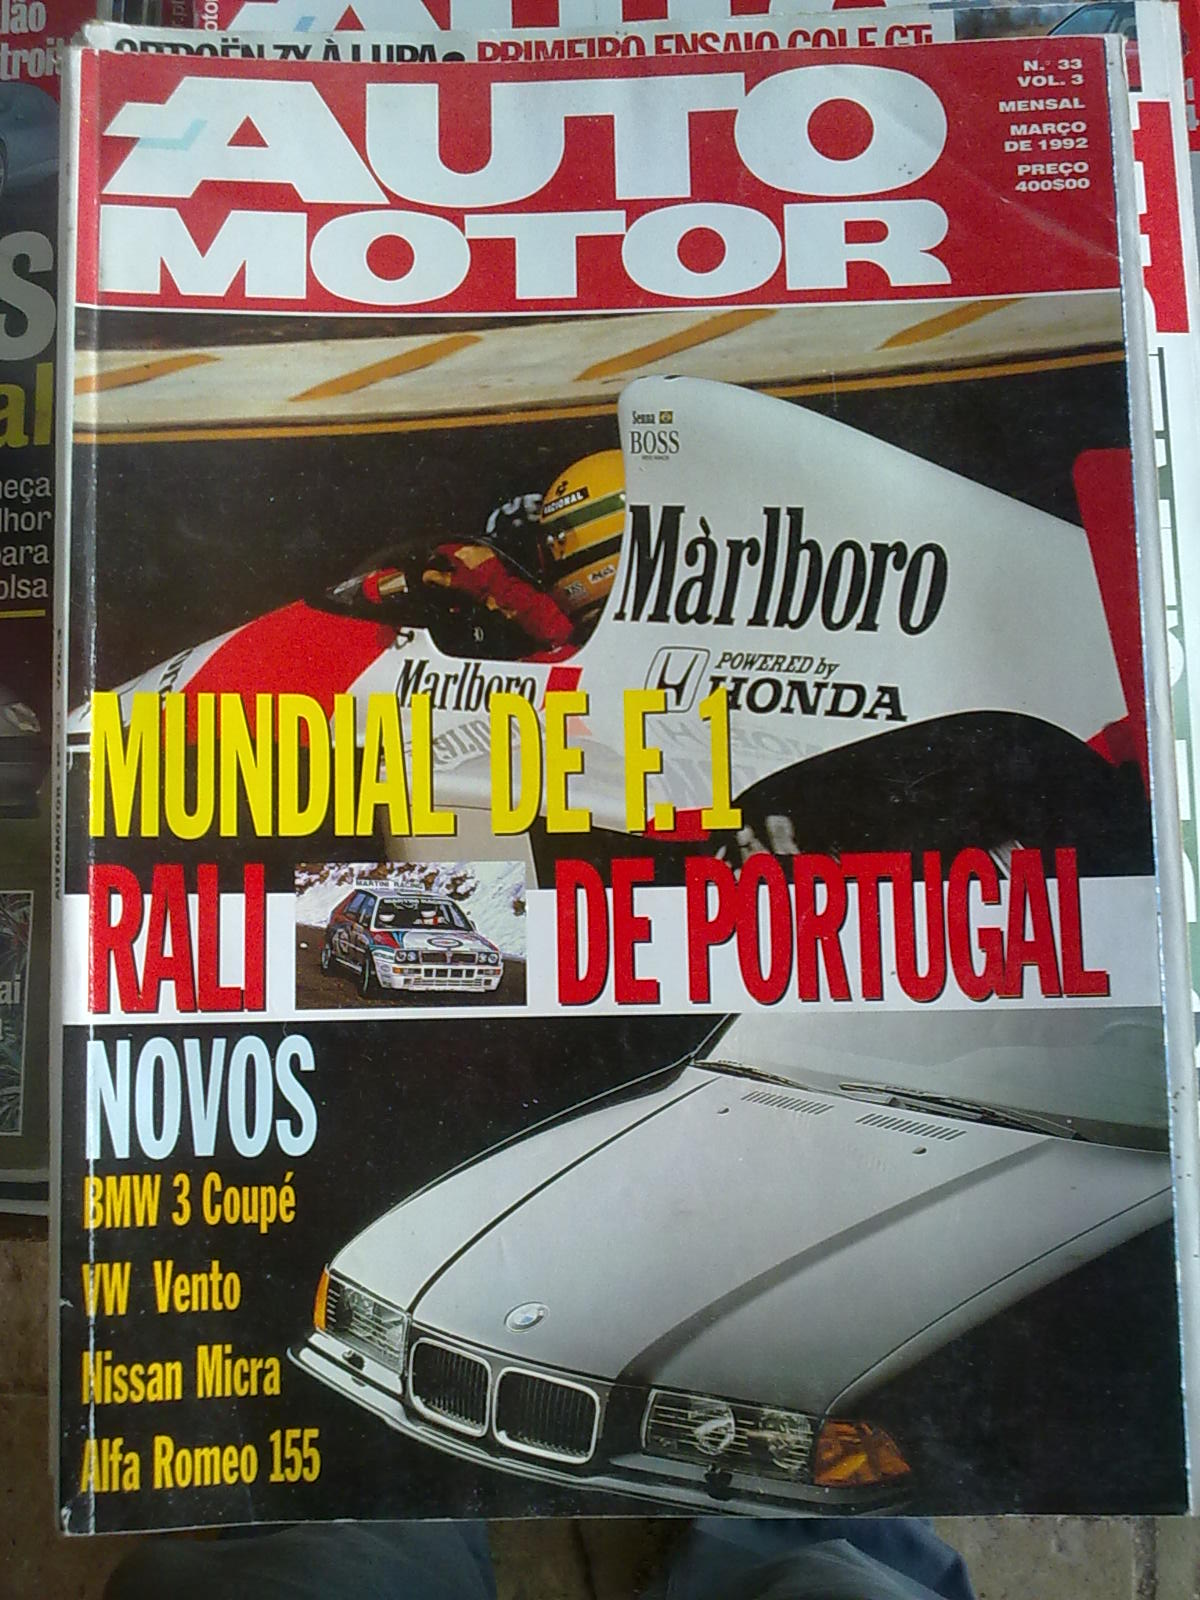 CITROËN ZX À LUPA • PRIMEIRO ENSAIO GOLF GTi
AUTO
MOTOR
N.º 33
VOL. 3
MENSAL
MARÇO
DE 1992
PREÇO
400$00
Senna
BOSS
NACIONAL
Marlboro
POWERED by
HONDA
Marlboro
MUNDIAL DE F.1
RALI DE PORTUGAL
MARTINI RACING
NOVOS
BMW 3 Coupé
VW Vento
Nissan Micra
Alfa Romeo 155